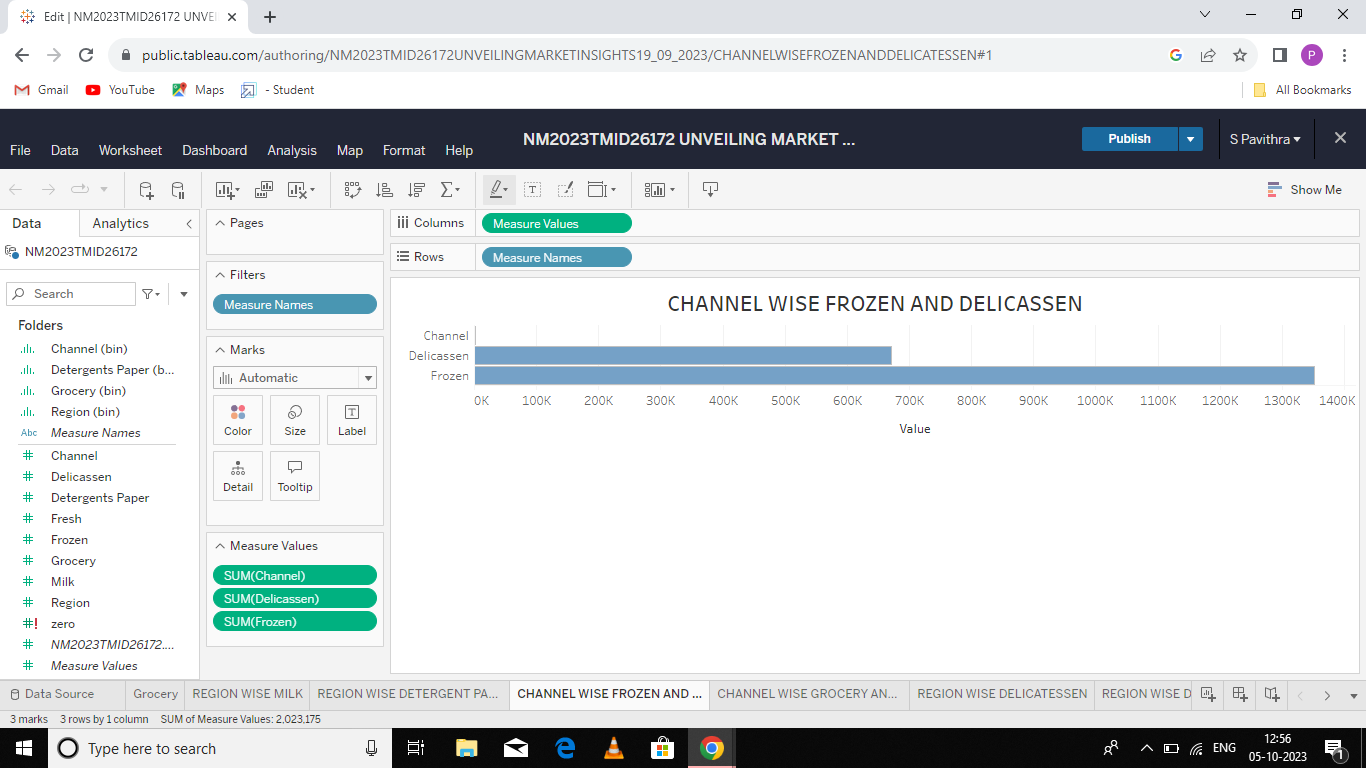 Edit | NM2023TMID26172 UNVEI
public.tableau.com/authoring/NM2023TMID26172UNVEILINGMARKETINSIGHTS19_09_2023/CHANNELWISEFROZENANDDELICATESSEN#1
P
Gmail YouTube Maps - Student All Bookmarks
NM2023TMID26172 UNVEILING MARKET ...
Publish S Pavithra
File Data Worksheet Dashboard Analysis Map Format Help
Show Me
Data Analytics
NM2023TMID26172
Search
Folders
Channel (bin)
Detergents Paper (b...
Grocery (bin)
Region (bin)
Abc Measure Names
Channel
Delicassen
Detergents Paper
Fresh
Frozen
Grocery
Milk
Region
zero
NM2023TMID26172....
Measure Values
Pages
Filters
Measure Names
Marks
Automatic
Color Size Label
Detail Tooltip
Measure Values
SUM(Channel)
SUM(Delicassen)
SUM(Frozen)
Columns Measure Values
Rows Measure Names
CHANNEL WISE FROZEN AND DELICASSEN
Channel
Delicassen
Frozen
0K 100K 200K 300K 400K 500K 600K 700K 800K 900K 1000K 1100K 1200K 1300K 1400K
Value
Data Source Grocery REGION WISE MILK REGION WISE DETERGENT PA... CHANNEL WISE FROZEN AND ... CHANNEL WISE GROCERY AN... REGION WISE DELICATESSEN REGION WISE D
3 marks 3 rows by 1 column SUM of Measure Values: 2,023,175
Type here to search
ENG
12:56
05-10-2023
1